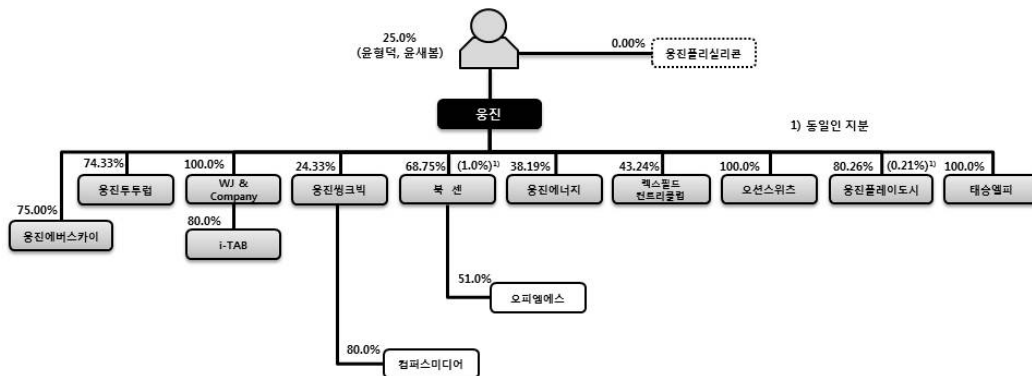 25.0%
(윤형덕, 윤새봄)
0.00%
웅진폴리실리콘
웅진
1) 동일인 지분
75.00%
웅진에버스카이
74.33%
웅진투투럽
100.0%
WJ &
Company
80.0%
i-TAB
24.33%
웅진씽크빅
80.0%
컴퍼스미디어
68.75% (1.0%)¹⁾
북 센
51.0%
오피엠에스
38.19%
웅진에너지
43.24%
렉스필드
컨트리클럽
100.0%
오션스위츠
80.26% (0.21%)¹⁾
웅진플레이도시
100.0%
태승엘피